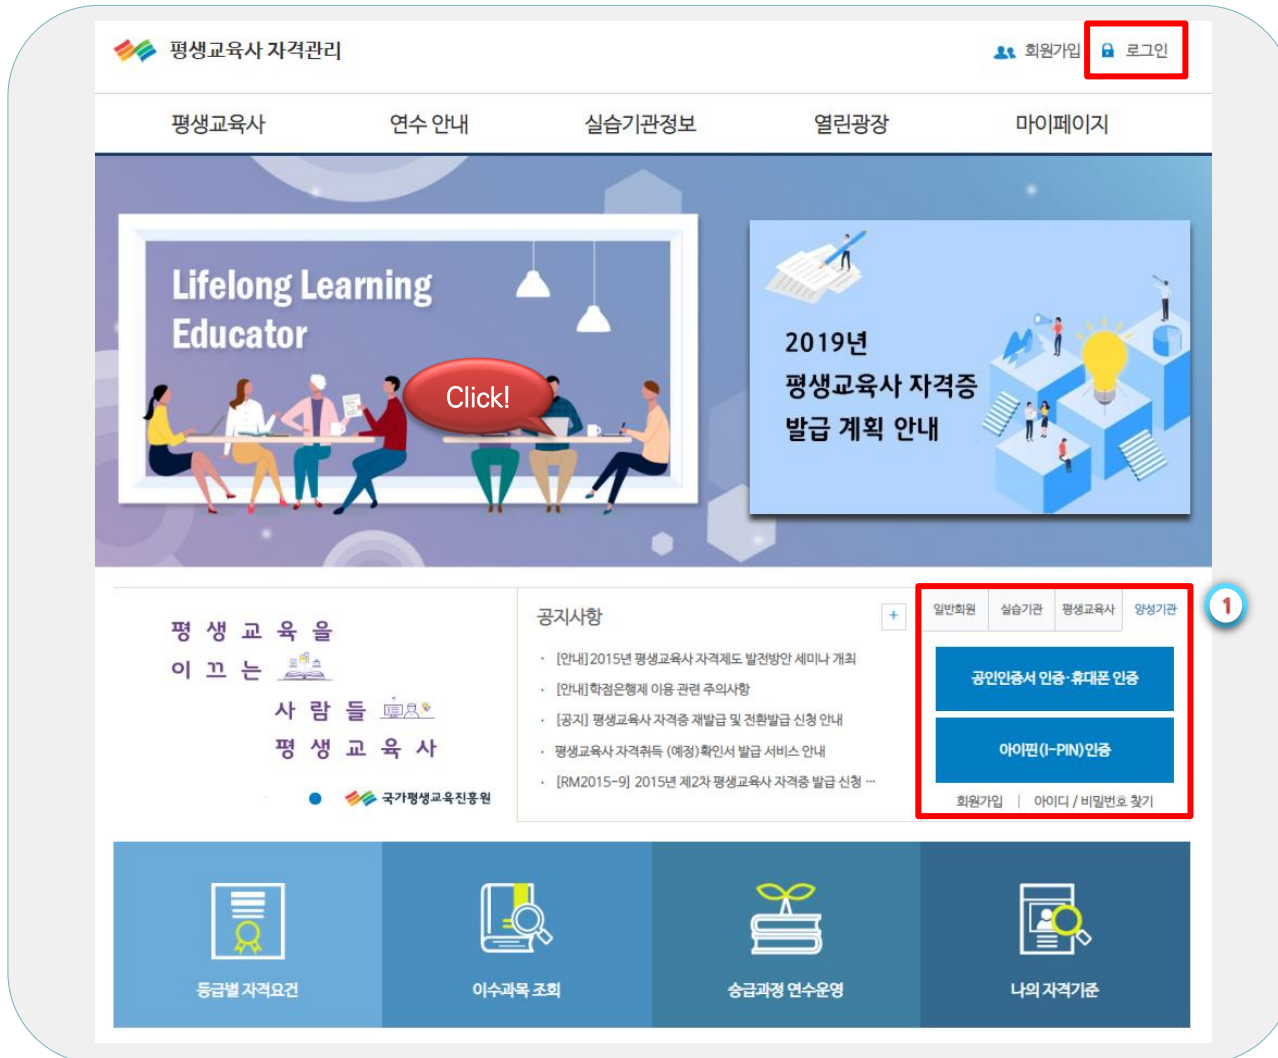 평생교육사 자격관리
회원가입 로그인
평생교육사 연수 안내 실습기관정보 열린광장 마이페이지
Lifelong Learning
Educator
Click!
2019년
평생교육사 자격증
발급 계획 안내
평생교육을
이끄는
사람들
평생교육사
국가평생교육진흥원
공지사항 +
· [안내]2015년 평생교육사 자격제도 발전방안 세미나 개최
· [안내]학점은행제 이용 관련 주의사항
· [공지] 평생교육사 자격증 재발급 및 전환발급 신청 안내
· 평생교육사 자격취득 (예정)확인서 발급 서비스 안내
· [RM2015-9] 2015년 제2차 평생교육사 자격증 발급 신청 …
일반회원 실습기관 평생교육사 양성기관
1
공인인증서 인증·휴대폰 인증
아이핀(I-PIN)인증
회원가입 | 아이디 / 비밀번호 찾기
등급별 자격요건 이수과목 조회 승급과정 연수운영 나의 자격기준